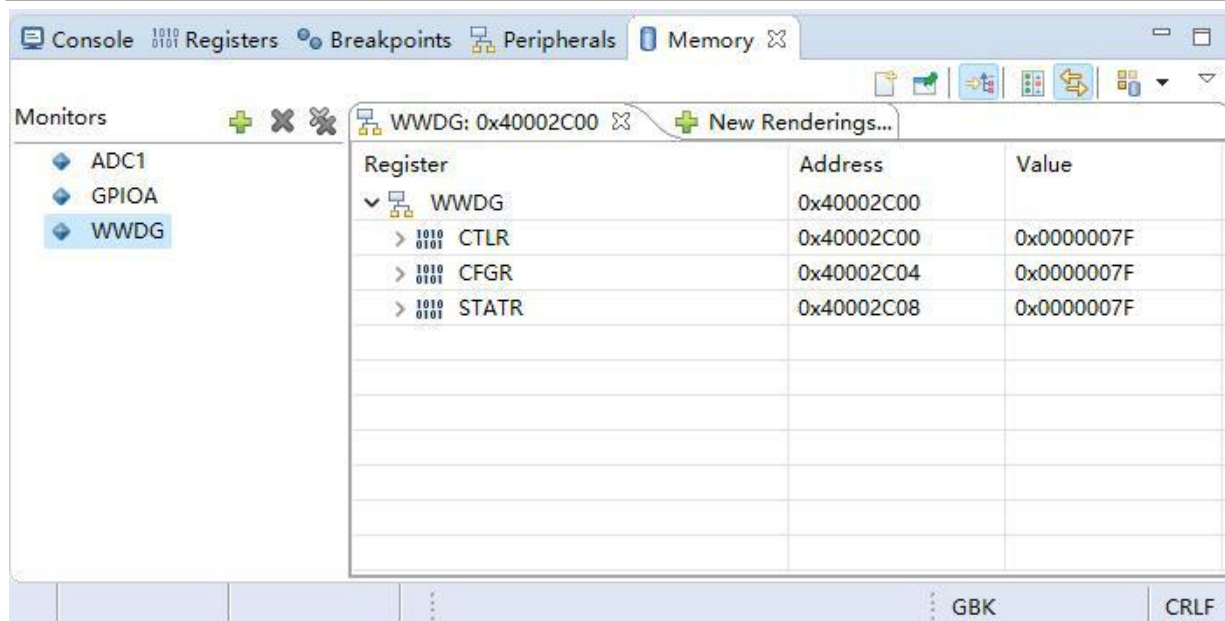 Console Registers Breakpoints Peripherals Memory
Monitors
WWDG: 0x40002C00 New Renderings...
ADC1
GPIOA
WWDG
Register Address Value
WWDG 0x40002C00
CTLR 0x40002C00 0x0000007F
CFGR 0x40002C04 0x0000007F
STATR 0x40002C08 0x0000007F
GBK CRLF